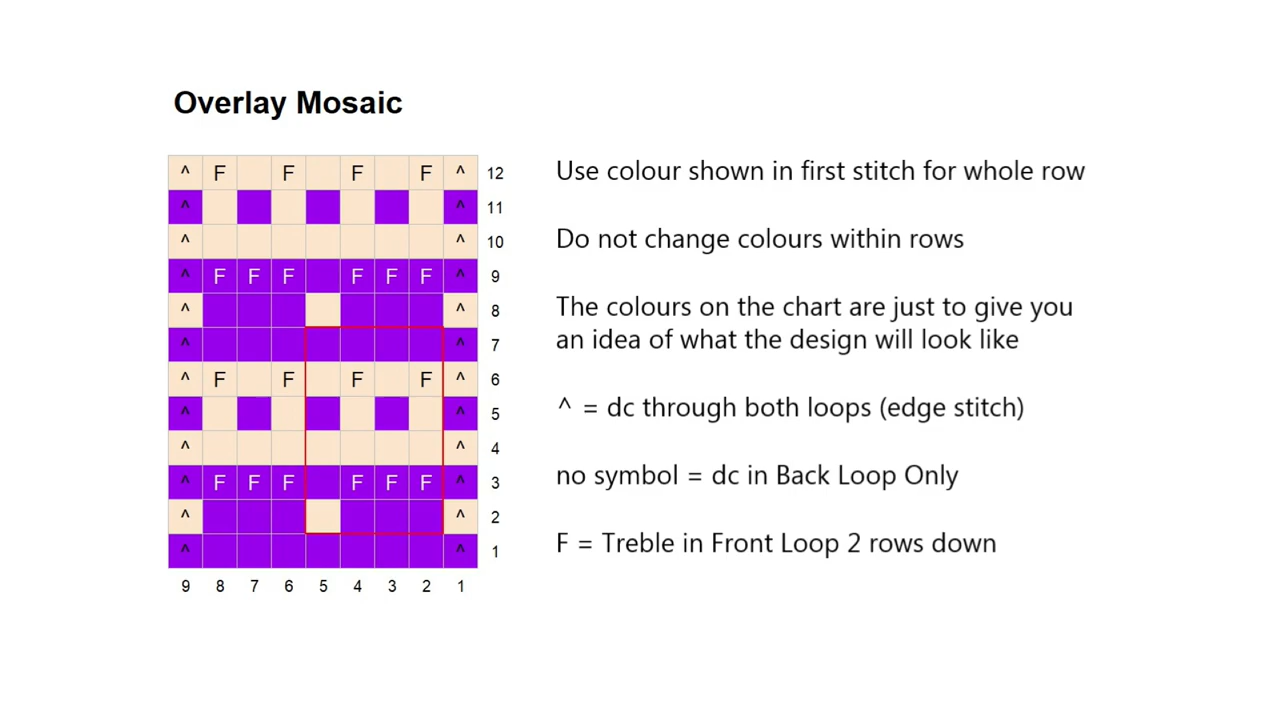 Overlay Mosaic
^ F F F F ^ 12
^ ^ 11
^ ^ 10
^ F F F F F F ^ 9
^ ^ 8
^ ^ 7
^ F F F F ^ 6
^ ^ 5
^ ^ 4
^ F F F F F F ^ 3
^ ^ 2
^ ^ 1
9 8 7 6 5 4 3 2 1
Use colour shown in first stitch for whole row
Do not change colours within rows
The colours on the chart are just to give you
an idea of what the design will look like
^ = dc through both loops (edge stitch)
no symbol = dc in Back Loop Only
F = Treble in Front Loop 2 rows down